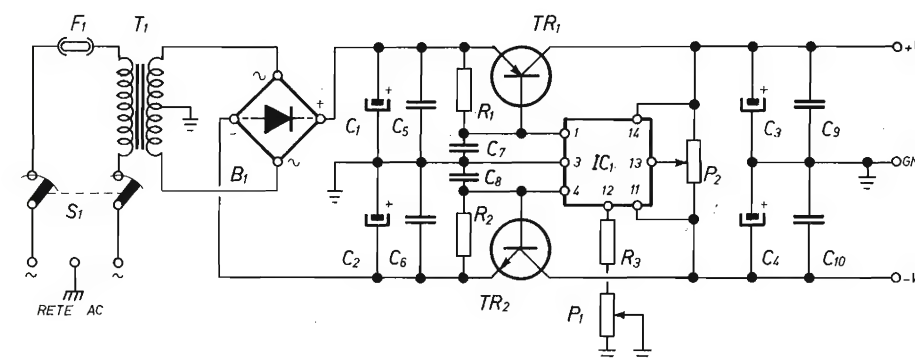 F1
T1
TR1
+V
~
~
+
-
~
B1
S1
~
~
RETE AC
+
C1
C5
R1
C7
C8
R2
+
C2
C6
TR2
1
3
4
IC1
14
13
12
11
P2
R3
P1
+
C3
C9
GN
+
C4
C10
-V